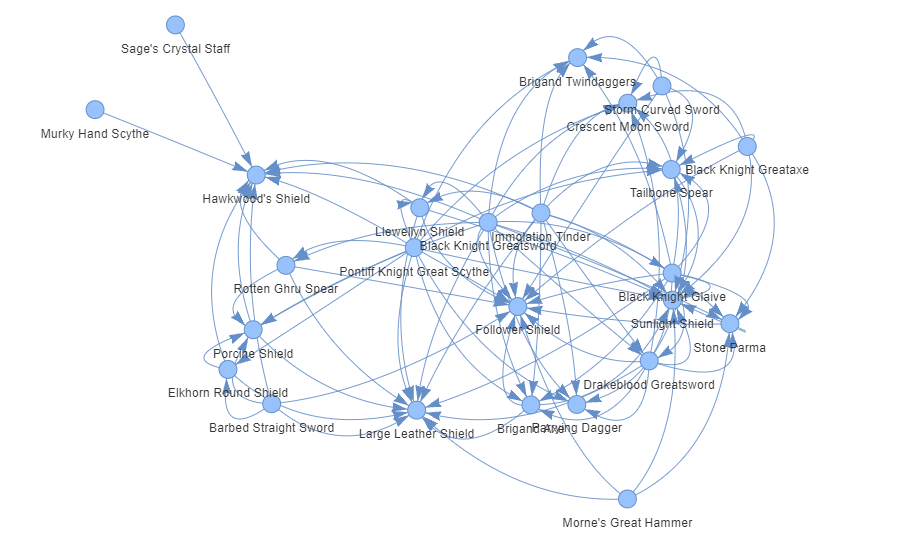 Sage's Crystal Staff
Brigand Twindaggers
Storm Curved Sword
Crescent Moon Sword
Murky Hand Scythe
Black Knight Greataxe
Tailbone Spear
Hawkwood's Shield
Llewellyn Shield
Immolation Tinder
Black Knight Greatsword
Pontiff Knight Great Scythe
Rotten Ghru Spear
Black Knight Glaive
Follower Shield
Sunlight Shield
Stone Parma
Porcine Shield
Drakeblood Greatsword
Elkhorn Round Shield
Barbed Straight Sword
Large Leather Shield
Brigand Axe
Parrying Dagger
Morne's Great Hammer